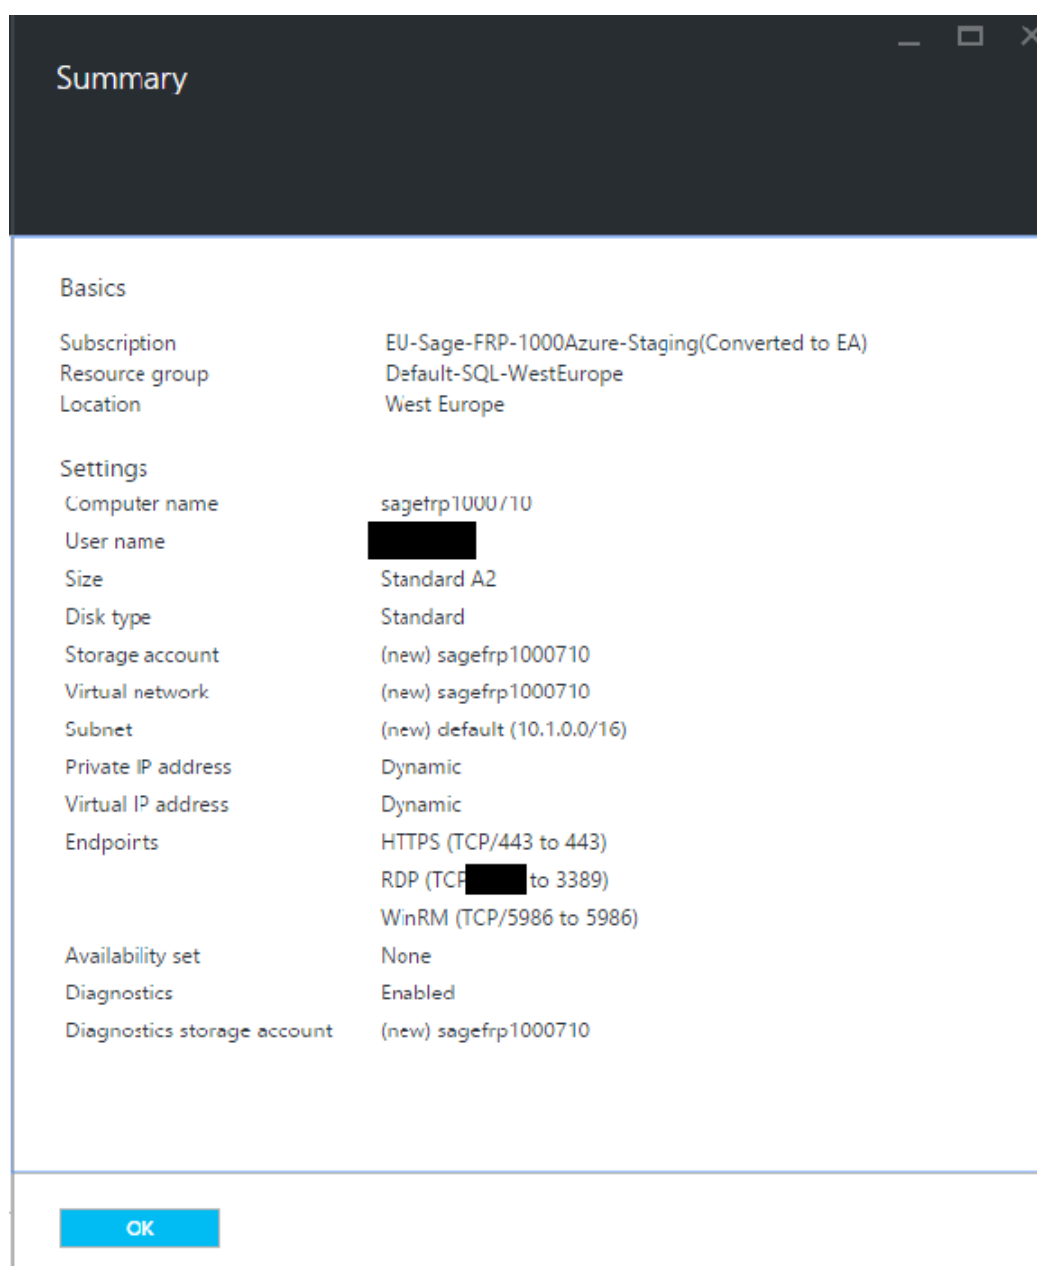 Summary
Basics
Subscription EU-Sage-FRP-1000Azure-Staging(Converted to EA)
Resource group Default-SQL-WestEurope
Location West Europe
Settings
Computer name sagefrp1000710
User name
Size Standard A2
Disk type Standard
Storage account (new) sagefrp1000710
Virtual network (new) sagefrp1000710
Subnet (new) default (10.1.0.0/16)
Private IP address Dynamic
Virtual IP address Dynamic
Endpoints HTTPS (TCP/443 to 443)
RDP (TCP to 3389)
WinRM (TCP/5986 to 5986)
Availability set None
Diagnostics Enabled
Diagnostics storage account (new) sagefrp1000710
OK